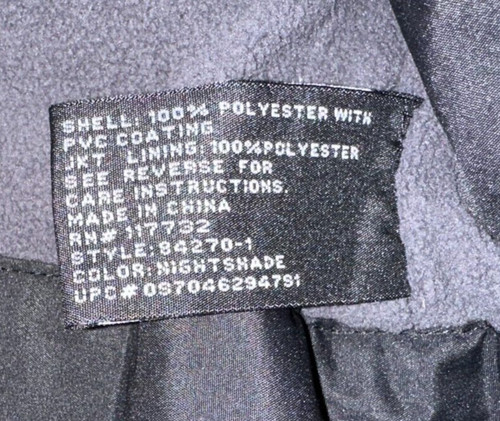 SHELL: 100% POLYESTER WITH
PVC COATING
JKT LINING: 100%POLYESTER
SEE REVERSE FOR
CARE INSTRUCTIONS.
MADE IN CHINA
RN# 117732
STYLE: 84270-1
COLOR: NIGHTSHADE
UPC# 097046294791